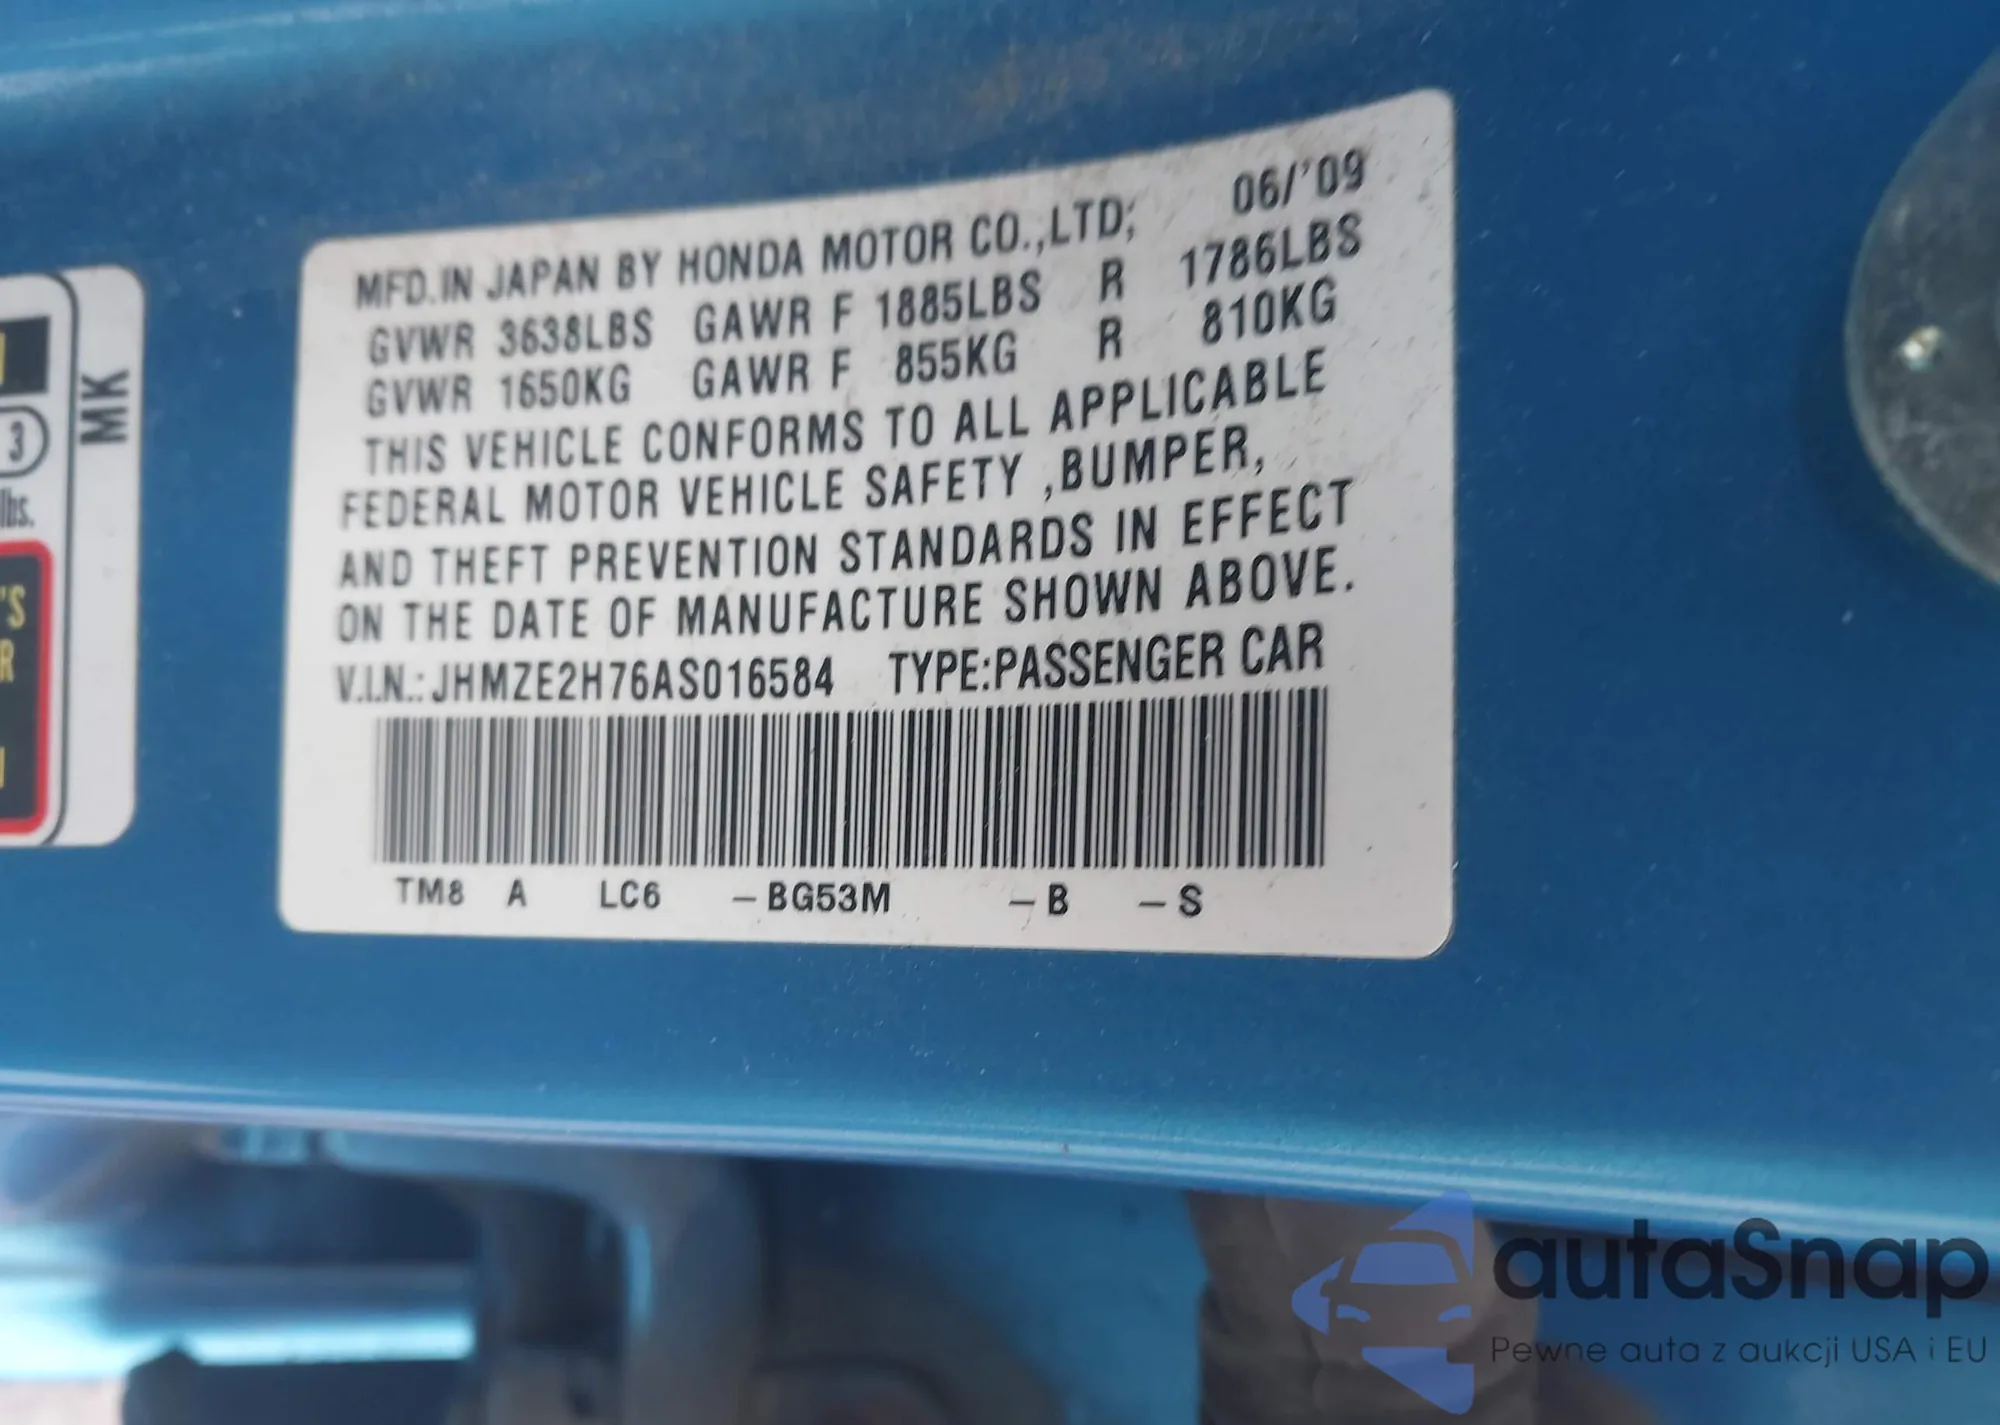 MFD.IN JAPAN BY HONDA MOTOR CO.,LTD; 06/'09
GVWR 3638LBS GAWR F 1885LBS R 1786LBS
GVWR 1650KG GAWR F 855KG R 810KG
THIS VEHICLE CONFORMS TO ALL APPLICABLE
FEDERAL MOTOR VEHICLE SAFETY ,BUMPER,
AND THEFT PREVENTION STANDARDS IN EFFECT
ON THE DATE OF MANUFACTURE SHOWN ABOVE.
V.I.N.: JHMZE2H76AS016584 TYPE:PASSENGER CAR
TM8 A LC6 -BG53M -B -S
MK
3
lbs.
'S
R
autaSnap
Pewne auta z aukcji USA i EU